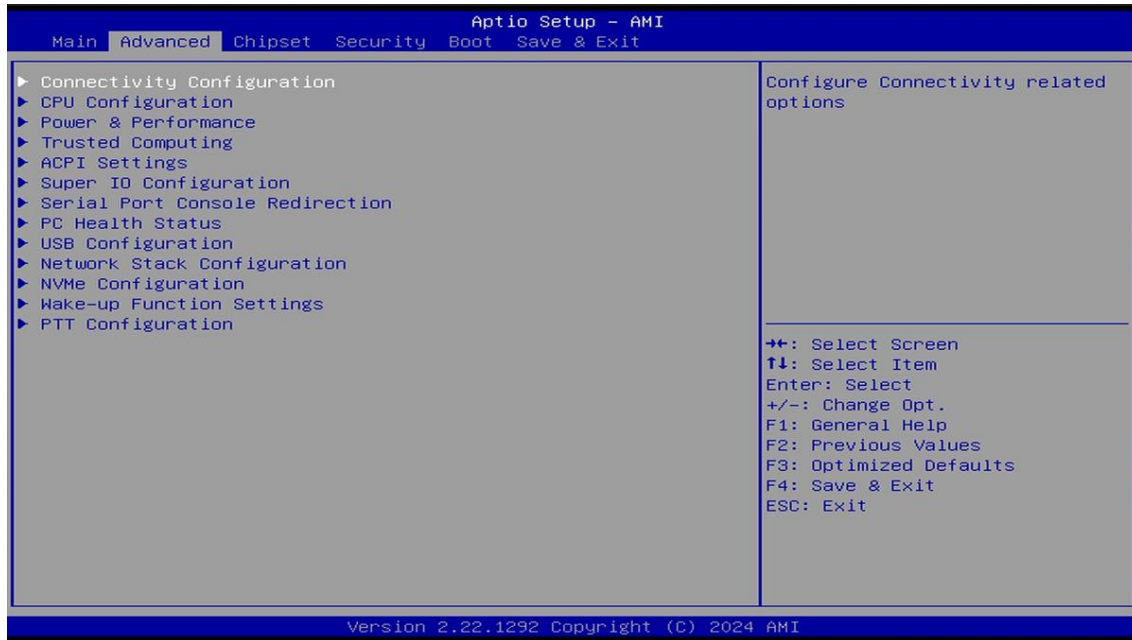 Aptio Setup – AMI
Main Advanced Chipset Security Boot Save & Exit
▶ Connectivity Configuration
▶ CPU Configuration
▶ Power & Performance
▶ Trusted Computing
▶ ACPI Settings
▶ Super IO Configuration
▶ Serial Port Console Redirection
▶ PC Health Status
▶ USB Configuration
▶ Network Stack Configuration
▶ NVMe Configuration
▶ Wake-up Function Settings
▶ PTT Configuration
Configure Connectivity related
options
→←: Select Screen
↑↓: Select Item
Enter: Select
+/-: Change Opt.
F1: General Help
F2: Previous Values
F3: Optimized Defaults
F4: Save & Exit
ESC: Exit
Version 2.22.1292 Copyright (C) 2024 AMI